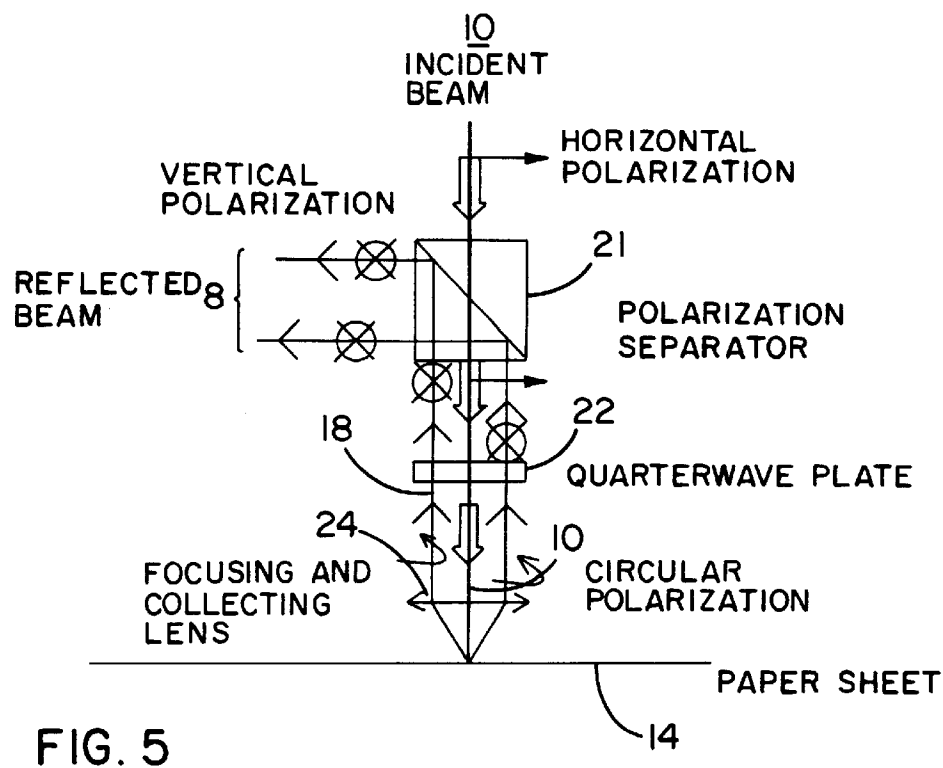 10
INCIDENT
BEAM
HORIZONTAL
POLARIZATION
VERTICAL
POLARIZATION
21
REFLECTED 8
BEAM
POLARIZATION
SEPARATOR
22
18
QUARTERWAVE PLATE
24
10
FOCUSING AND
COLLECTING
LENS
CIRCULAR
POLARIZATION
PAPER SHEET
14
FIG. 5